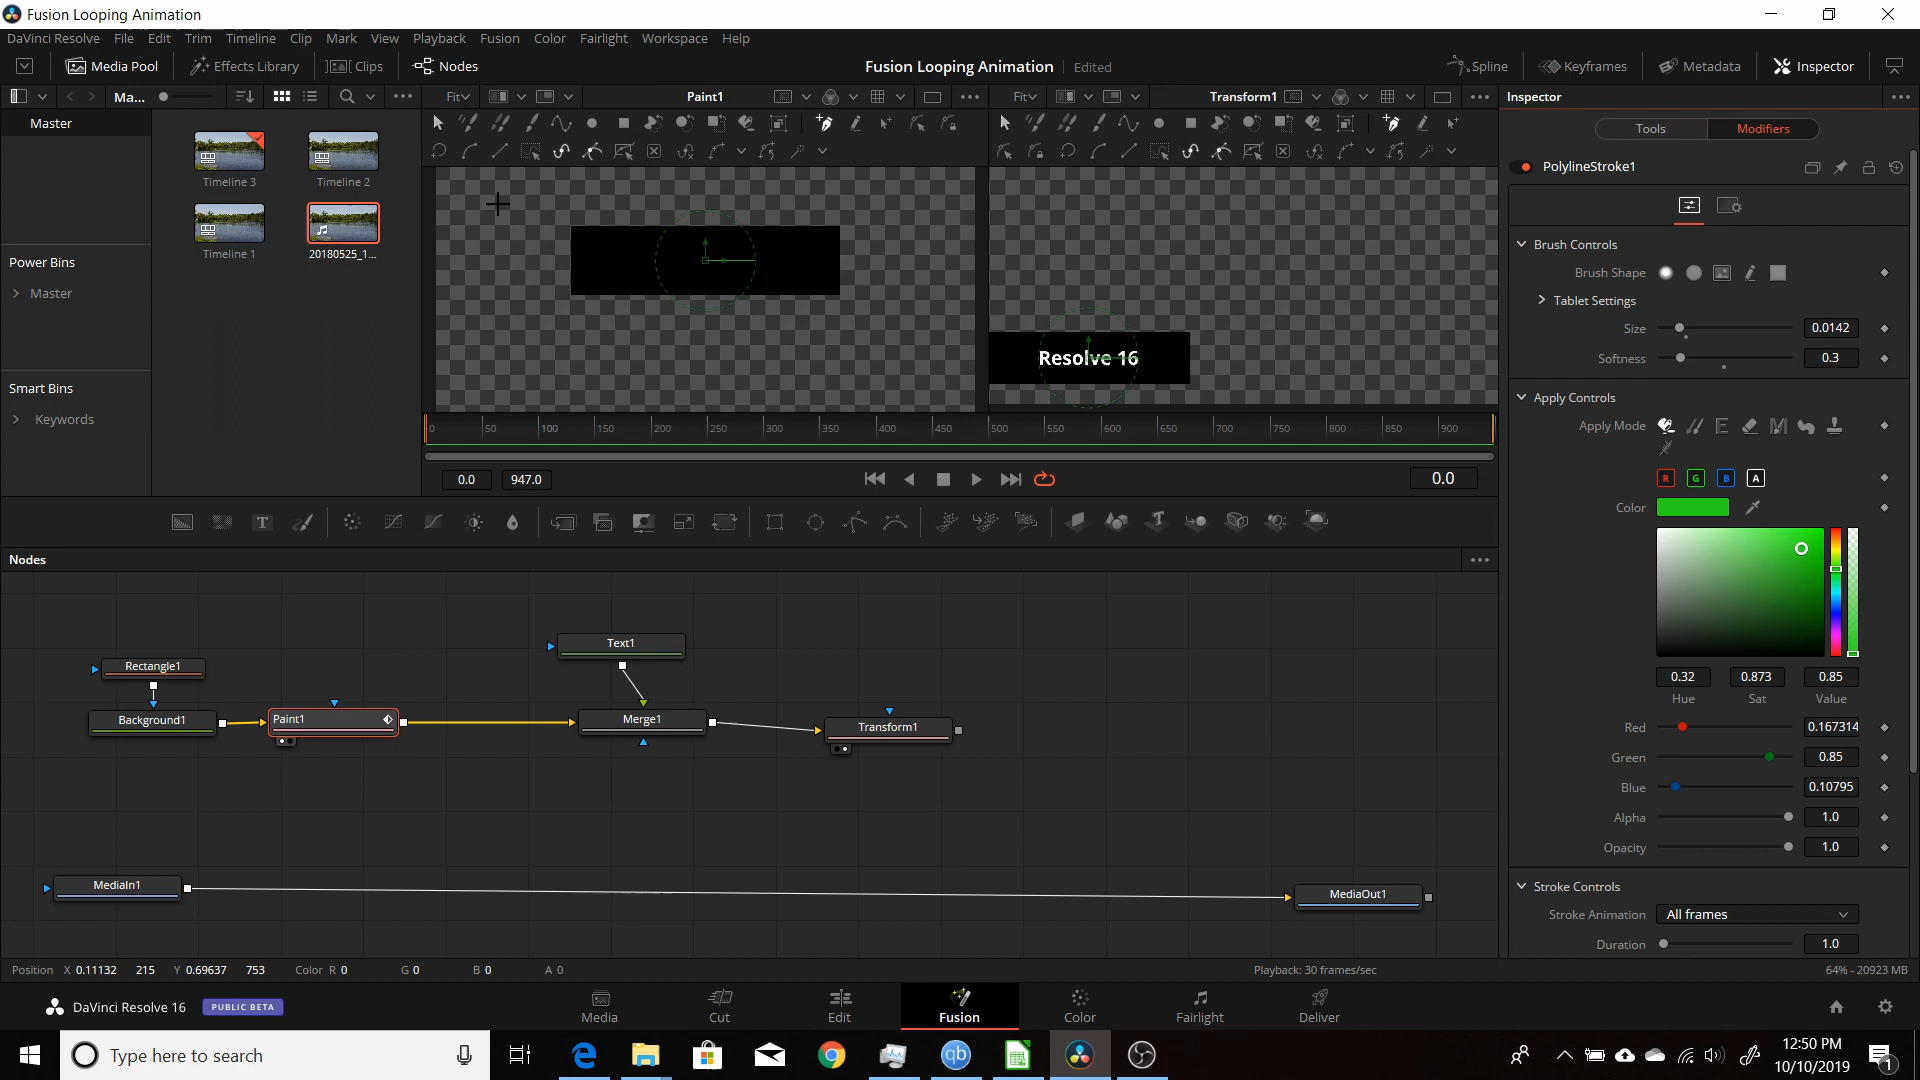 Fusion Looping Animation
DaVinci Resolve File Edit Trim Timeline Clip Mark View Playback Fusion Color Fairlight Workspace Help
Media Pool Effects Library Clips Nodes Fusion Looping Animation Edited Spline Keyframes Metadata Inspector
Ma... Fit Paint1 Fit Transform1 Inspector
Master
Tools Modifiers
PolylineStroke1
Timeline 3 Timeline 2
Timeline 1 20180525_1...
Power Bins
Master
Smart Bins
Keywords
Resolve 16
Brush Controls
Brush Shape
Tablet Settings
Size 0.0142
Softness 0.3
Apply Controls
Apply Mode
R G B A
Color
0.32 0.873 0.85
Hue Sat Value
Red 0.167314
Green 0.85
Blue 0.10795
Alpha 1.0
Opacity 1.0
Stroke Controls
Stroke Animation All frames
Duration 1.0
0 50 100 150 200 250 300 350 400 450 500 550 600 650 700 750 800 850 900
0.0 947.0 0.0
Nodes
Text1
Rectangle1
Background1 Paint1 Merge1 Transform1
MediaIn1 MediaOut1
Position X 0.11132 215 Y 0.69637 753 Color R 0 G 0 B 0 A 0 Playback: 30 frames/sec 64% - 20923 MB
DaVinci Resolve 16 PUBLIC BETA Media Cut Edit Fusion Color Fairlight Deliver
Type here to search
qb
12:50 PM
10/10/2019
1